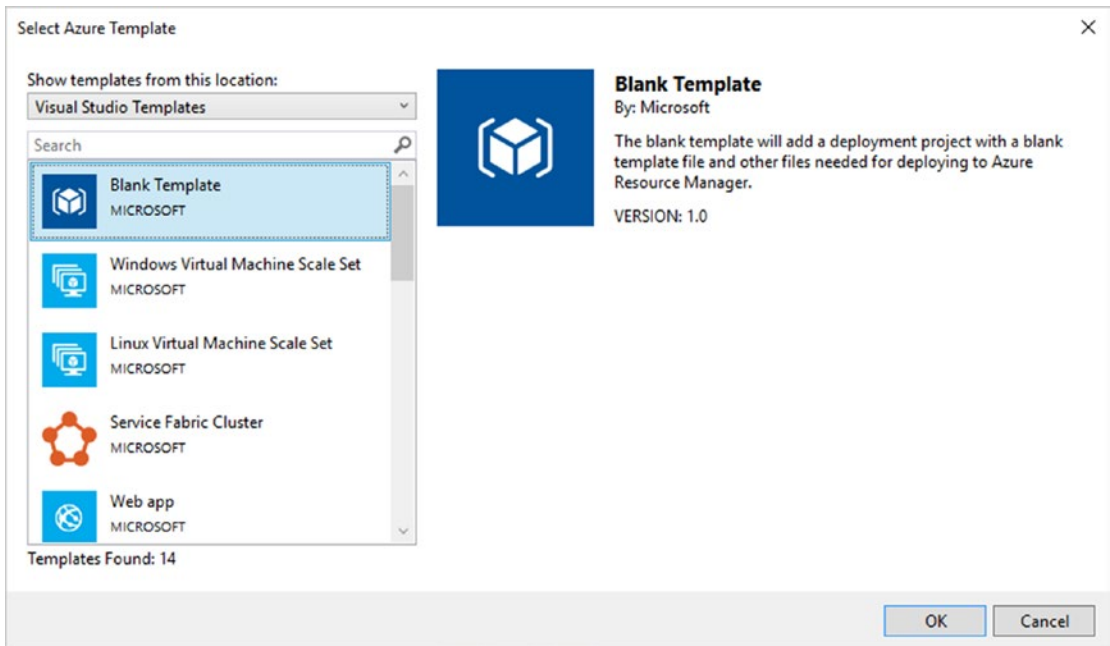 Select Azure Template
Show templates from this location:
Visual Studio Templates
Search
Blank Template
MICROSOFT
Windows Virtual Machine Scale Set
MICROSOFT
Linux Virtual Machine Scale Set
MICROSOFT
Service Fabric Cluster
MICROSOFT
Web app
MICROSOFT
Templates Found: 14
Blank Template
By: Microsoft
The blank template will add a deployment project with a blank
template file and other files needed for deploying to Azure
Resource Manager.
VERSION: 1.0
OK
Cancel